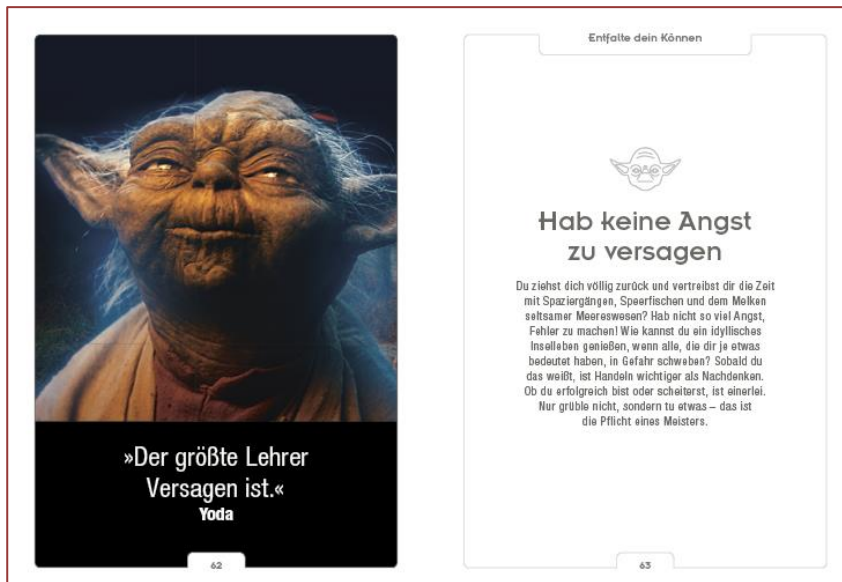 »Der größte Lehrer
Versagen ist.«
Yoda
62
Entfalte dein Können
Hab keine Angst
zu versagen
Du ziehst dich völlig zurück und vertreibst dir die Zeit
mit Spaziergängen, Speerfischen und dem Melken
seltsamer Meereswesen? Hab nicht so viel Angst,
Fehler zu machen! Wie kannst du ein idyllisches
Inselleben genießen, wenn alle, die dir je etwas
bedeutet haben, in Gefahr schweben? Sobald du
das weißt, ist Handeln wichtiger als Nachdenken.
Ob du erfolgreich bist oder scheiterst, ist einerlei.
Nur grüble nicht, sondern tu etwas – das ist
die Pflicht eines Meisters.
63